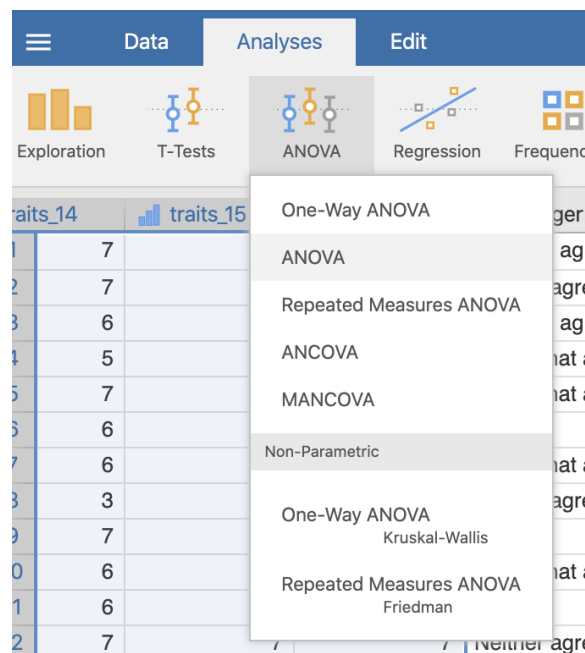 Data Analyses Edit
Exploration T-Tests ANOVA Regression
traits_15
One-Way ANOVA
ANOVA
Repeated Measures ANOVA
ANCOVA
MANCOVA
Non-Parametric
One-Way ANOVA
Kruskal-Wallis
Repeated Measures ANOVA
Friedman
7
7
6
5
7
6
6
3
7
6
6
7 7 7 Neither